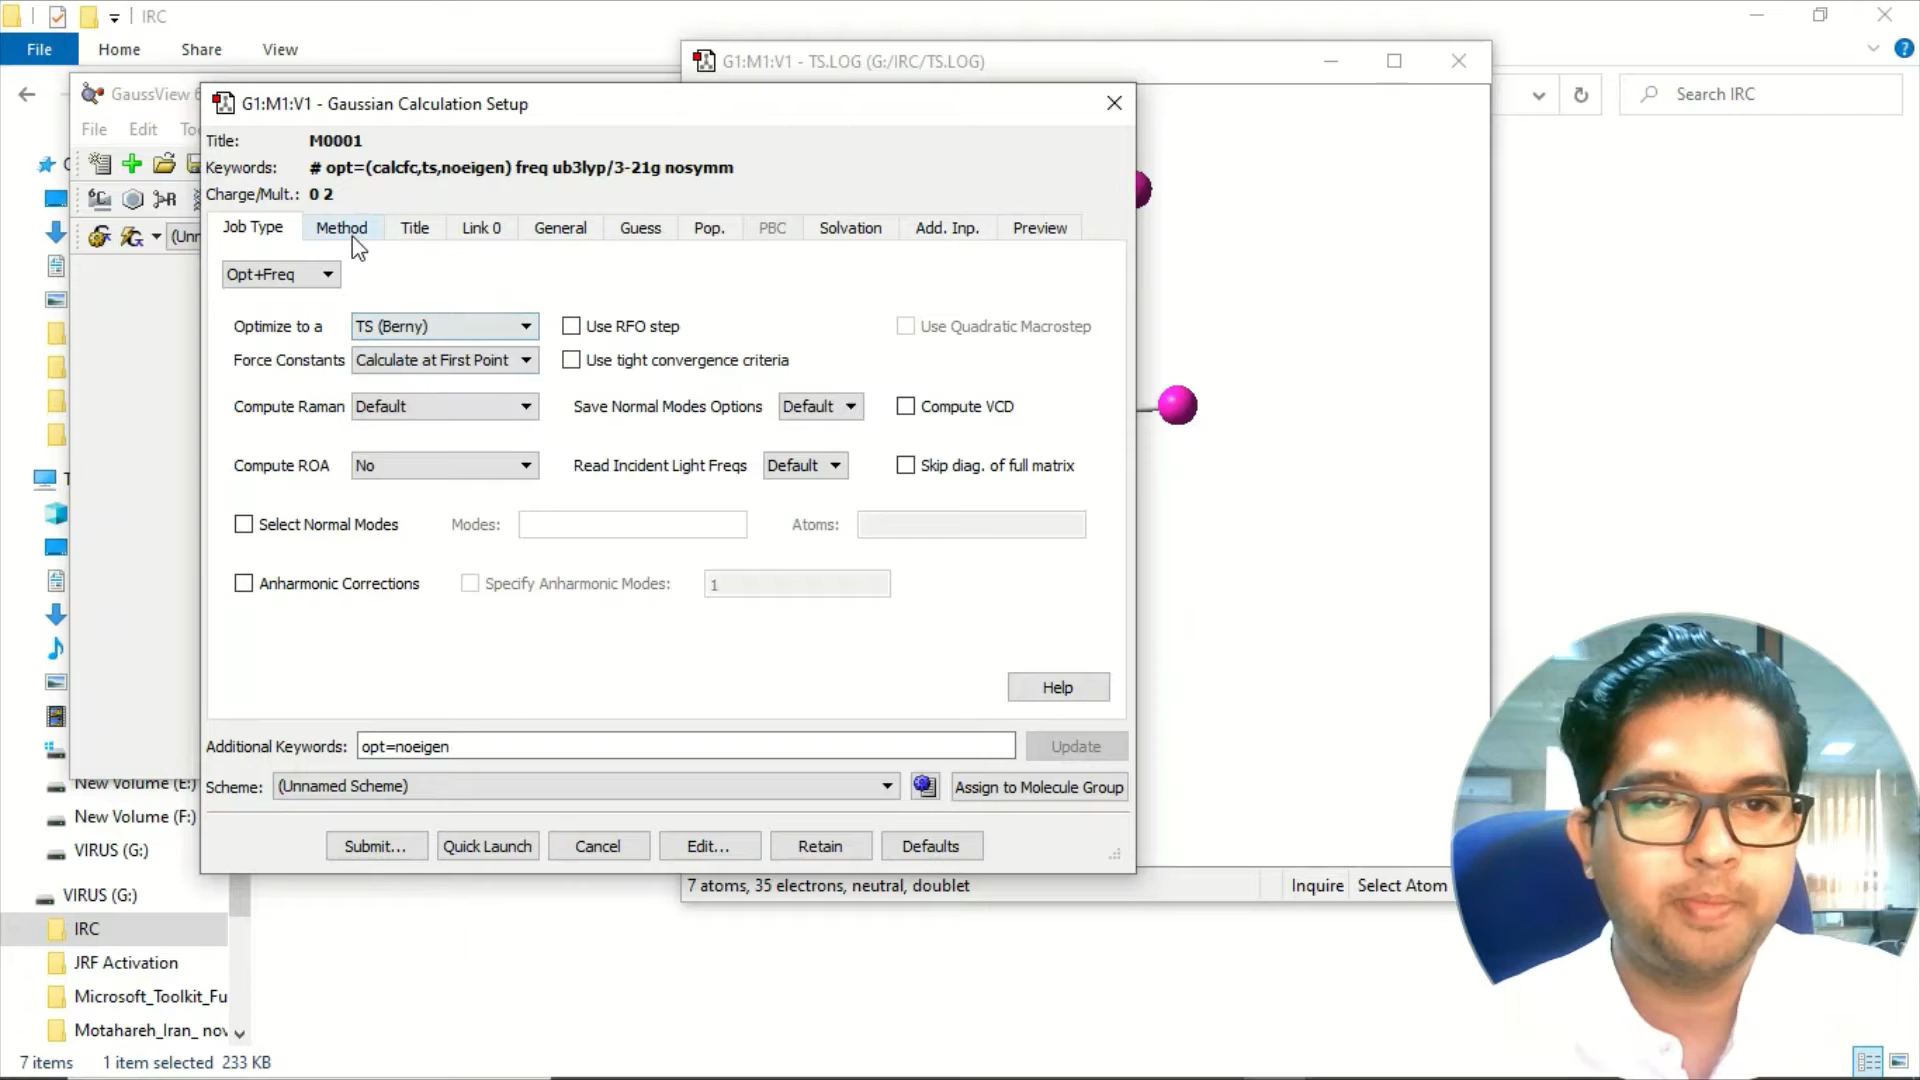 IRC
File
Home
Share
View
G1:M1:V1 - TS.LOG (G:/IRC/TS.LOG)
Search IRC
GaussView 6
File
Edit
G1:M1:V1 - Gaussian Calculation Setup
Title: M0001
Keywords: # opt=(calcfc,ts,noeigen) freq ub3lyp/3-21g nosymm
Charge/Mult.: 0 2
Job Type
Method
Title
Link 0
General
Guess
Pop.
PBC
Solvation
Add. Inp.
Preview
Opt+Freq
Optimize to a TS (Berny)
Use RFO step
Use Quadratic Macrostep
Force Constants Calculate at First Point
Use tight convergence criteria
Compute Raman Default
Save Normal Modes Options Default
Compute VCD
Compute ROA No
Read Incident Light Freqs Default
Skip diag. of full matrix
Select Normal Modes
Modes:
Atoms:
Anharmonic Corrections
Specify Anharmonic Modes: 1
Help
Additional Keywords: opt=noeigen
Update
Scheme: (Unnamed Scheme)
Assign to Molecule Group
Submit...
Quick Launch
Cancel
Edit...
Retain
Defaults
7 atoms, 35 electrons, neutral, doublet
Inquire
Select Atom
New Volume (E:)
New Volume (F:)
VIRUS (G:)
VIRUS (G:)
IRC
JRF Activation
Microsoft_Toolkit_Fu
Motahareh_Iran_ nov
7 items
1 item selected 233 KB